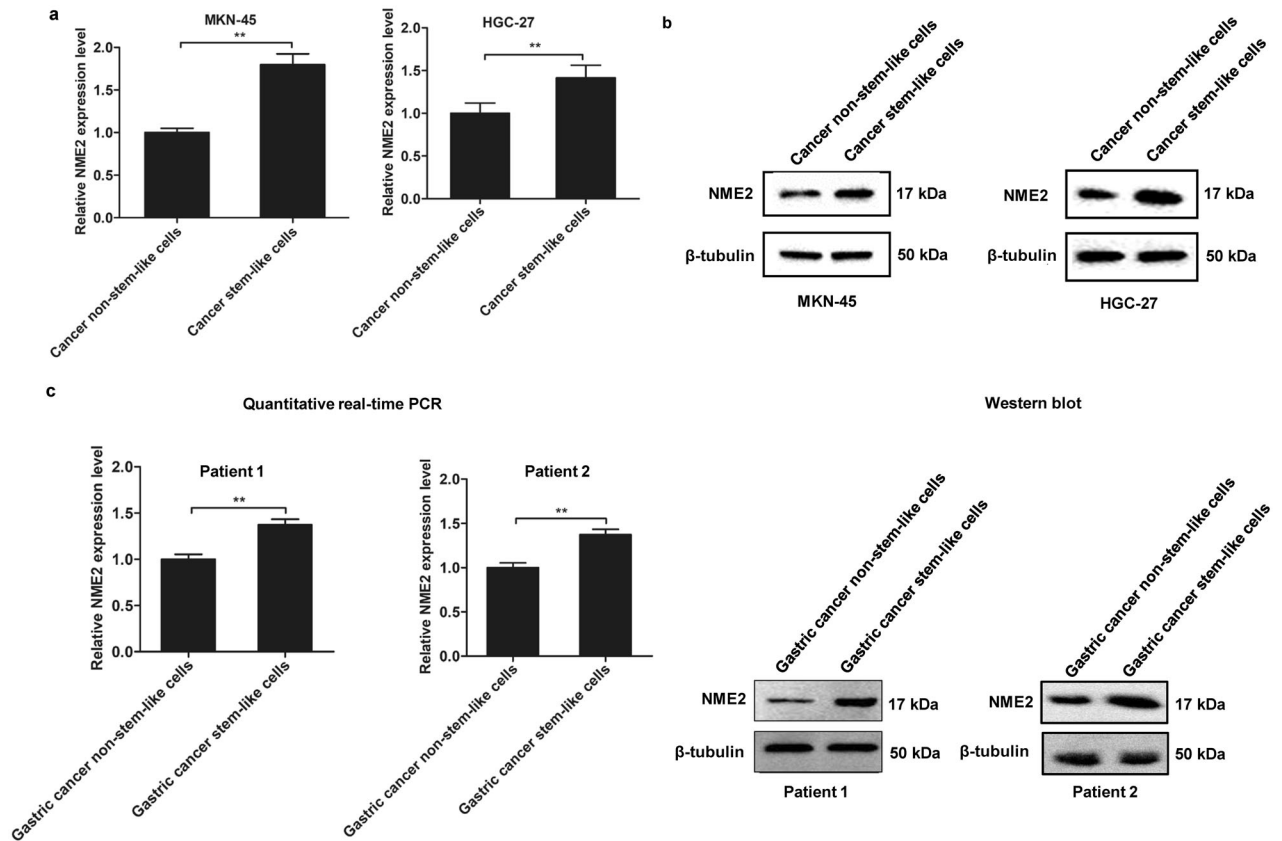 a
MKN-45
**
Relative NME2 expression level
2.0
1.5
1.0
0.5
0.0
Cancer non-stem-like cells
Cancer stem-like cells
HGC-27
**
Relative NME2 expression level
2.0
1.5
1.0
0.5
0.0
Cancer non-stem-like cells
Cancer stem-like cells
b
Cancer non-stem-like cells
Cancer stem-like cells
NME2
17 kDa
β-tubulin
50 kDa
MKN-45
Cancer non-stem-like cells
Cancer stem-like cells
NME2
17 kDa
β-tubulin
50 kDa
HGC-27
c
Quantitative real-time PCR
Patient 1
**
Relative NME2 expression level
2.0
1.5
1.0
0.5
0.0
Gastric cancer non-stem-like cells
Gastric cancer stem-like cells
Patient 2
**
Relative NME2 expression level
2.0
1.5
1.0
0.5
0.0
Gastric cancer non-stem-like cells
Gastric cancer stem-like cells
Western blot
Gastric cancer non-stem-like cells
Gastric cancer stem-like cells
NME2
17 kDa
β-tubulin
50 kDa
Patient 1
Gastric cancer non-stem-like cells
Gastric cancer stem-like cells
NME2
17 kDa
β-tubulin
50 kDa
Patient 2